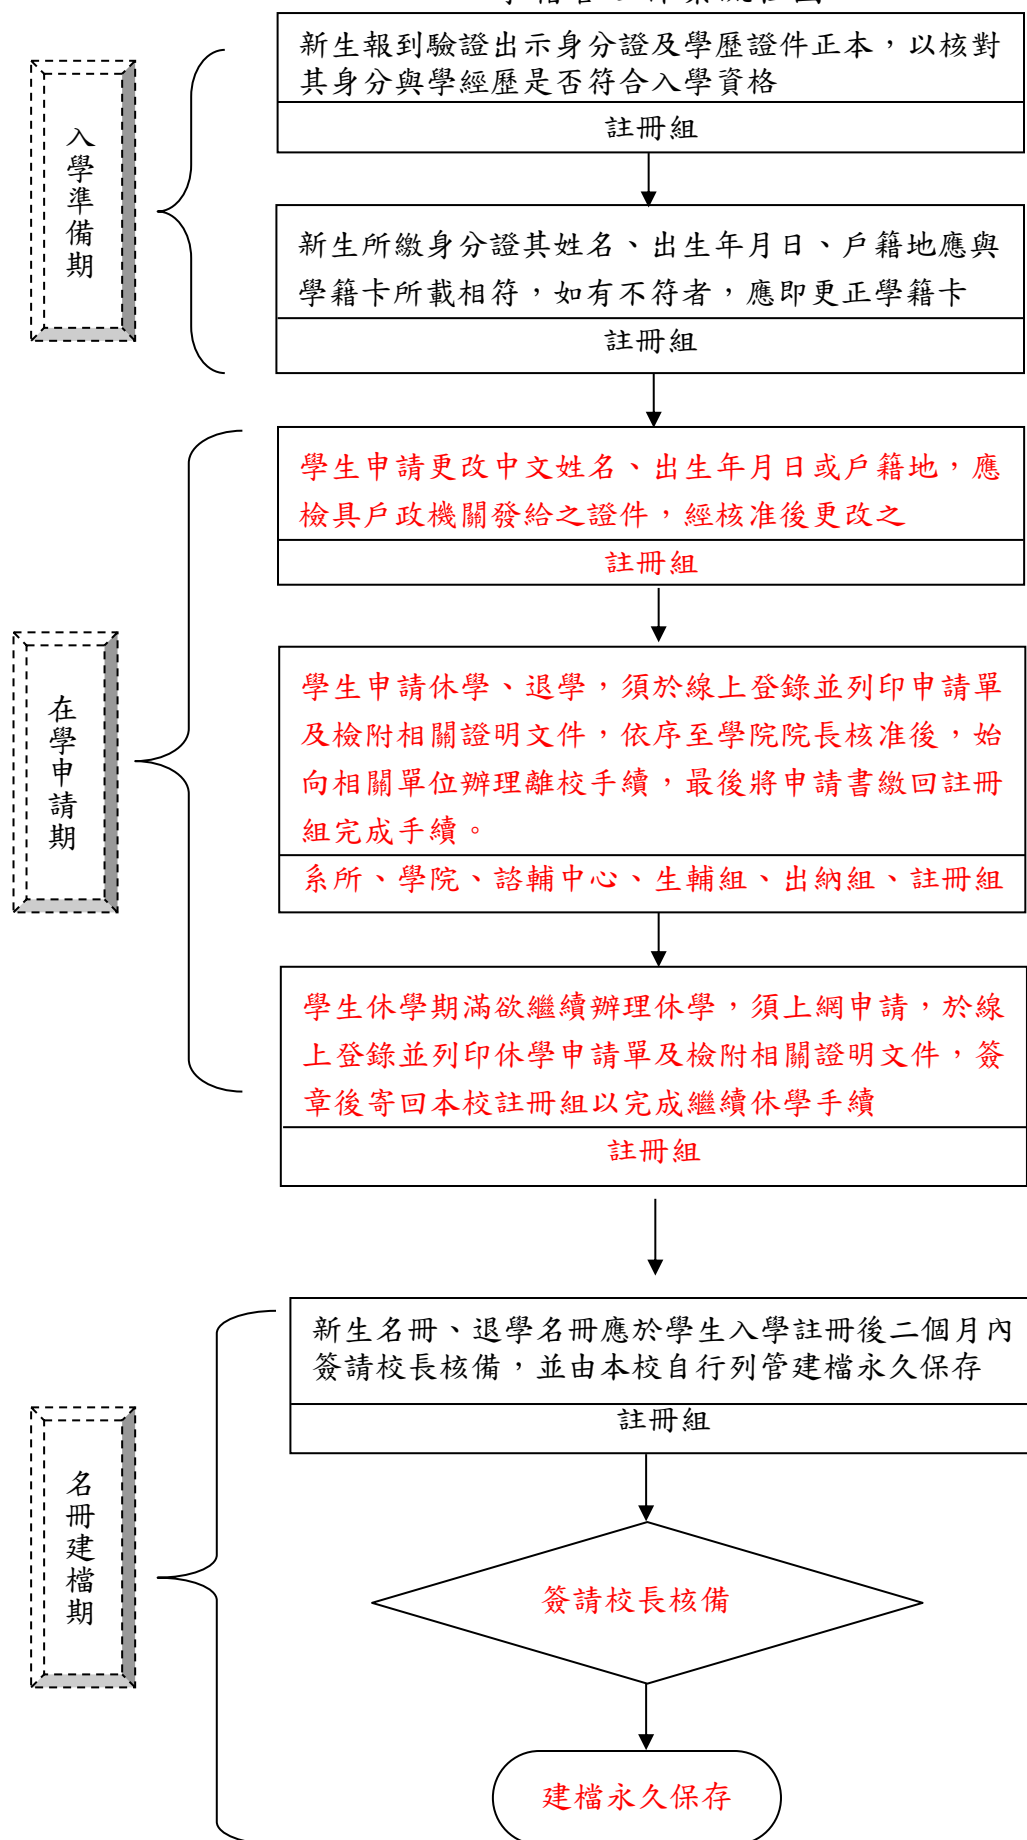 新生報到驗證出示身分證及學歷證件正本，以核對
其身分與學經歷是否符合入學資格
註冊組
入學準備期
新生所繳身分證其姓名、出生年月日、戶籍地應與
學籍卡所載相符，如有不符者，應即更正學籍卡
註冊組
學生申請更改中文姓名、出生年月日或戶籍地，應
檢具戶政機關發給之證件，經核准後更改之
註冊組
在學申請期
學生申請休學、退學，須於線上登錄並列印申請單
及檢附相關證明文件，依序至學院院長核准後，始
向相關單位辦理離校手續，最後將申請書繳回註冊
組完成手續。
系所、學院、諮輔中心、生輔組、出納組、註冊組
學生休學期滿欲繼續辦理休學，須上網申請，於線
上登錄並列印休學申請單及檢附相關證明文件，簽
章後寄回本校註冊組以完成繼續休學手續
註冊組
新生名冊、退學名冊應於學生入學註冊後二個月內
簽請校長核備，並由本校自行列管建檔永久保存
註冊組
名冊建檔期
簽請校長核備
建檔永久保存